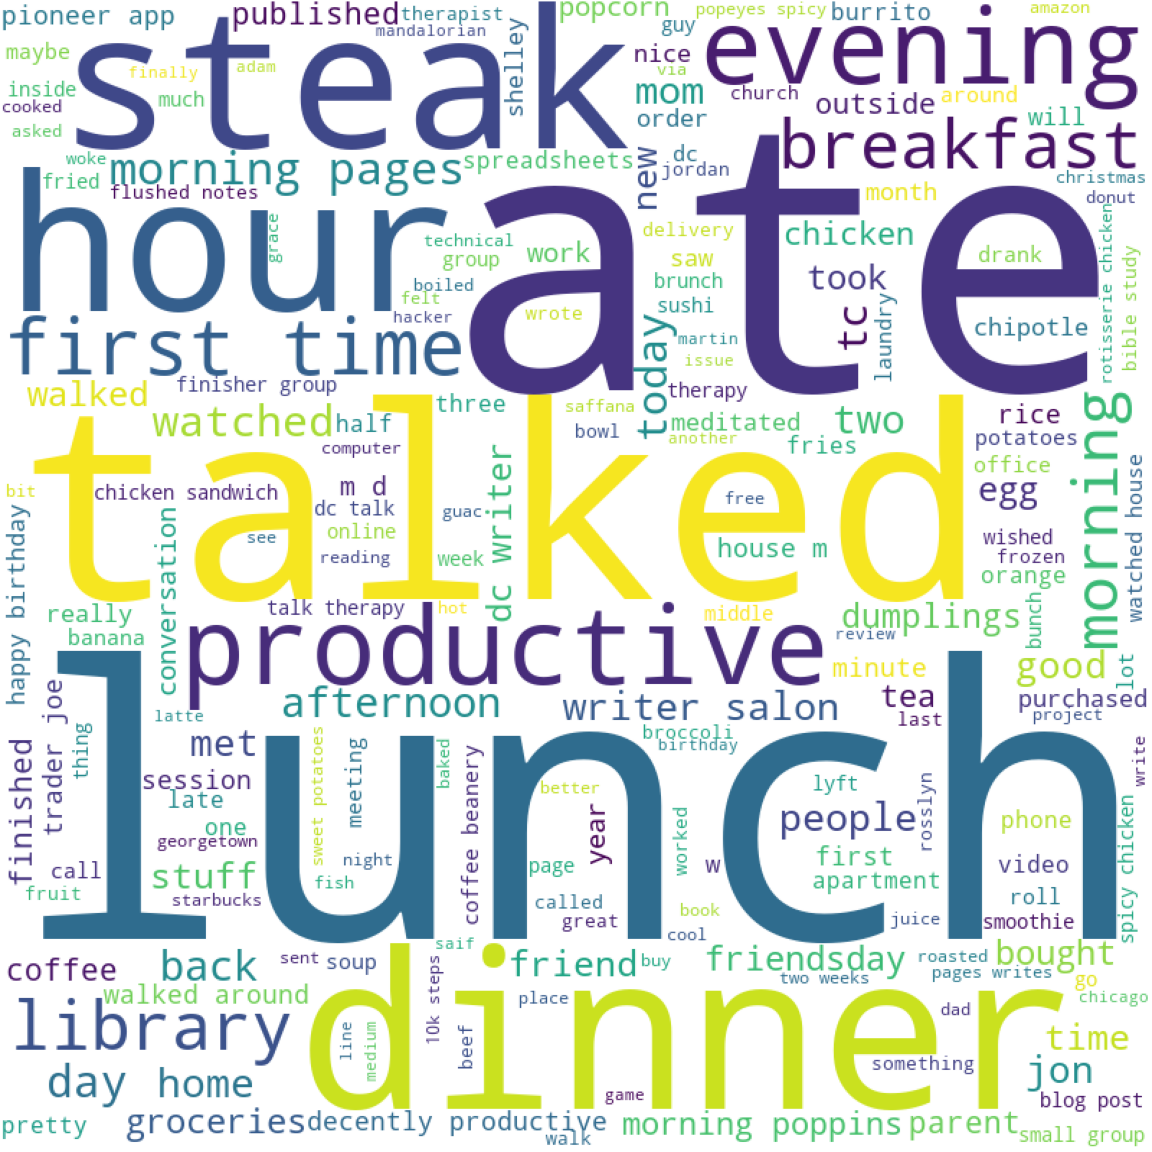 pioneer app
published
therapist
mandalorian
popcorn
popeyes spicy
burrito
amazon
maybe
finally
adam
steak
shelley
guy
nice
evening
inside
much
via
mom
church
outside
around
cooked
asked
order
will
breakfast
woke
morning pages
spreadsheets
new
dc
jordan
christmas
fried
flushed notes
month
donut
hour
grace
technical
group
work
ate
delivery
chicken
saw
took
drank
rotisserie chicken
bible study
boiled
felt
hacker
wrote
brunch
sushi
tc
laundry
chipotle
first time
today
martin
issue
finisher group
therapy
walked
watched
half
three
saffana
bowl
meditated
another
two
fries
rice
potatoes
morning
computer
talked
bit
chicken sandwich
m d
dc talk
guac
free
office
egg
watched house
happy birthday
conversation
see
online
reading
week
dc writer
house m
wished
frozen
orange
really
banana
talk therapy
hot
middle
dumplings
bunch
productive
review
minute
good
lot
afternoon
writer salon
tea
last
purchased
project
latte
lunch
trader joe
thing
finished
met
session
late
one
georgetown
sweet potatoes
meeting
baked
coffee beanery
broccoli
birthday
better
lyft
rosslyn
write
people
phone
year
worked
page
w
first
apartment
video
spicy chicken
call
stuff
fruit
starbucks
night
fish
called
great
book
cool
juice
roll
smoothie
coffee
back
sent
soup
saif
friend
buy
friendsday
two weeks
roasted
pages writes
bought
go
chicago
walked around
library
dinner
10k steps
place
dad
time
line
medium
beef
something
jon
day home
game
blog post
pretty
groceries
decently productive
walk
morning poppins
parent
small group